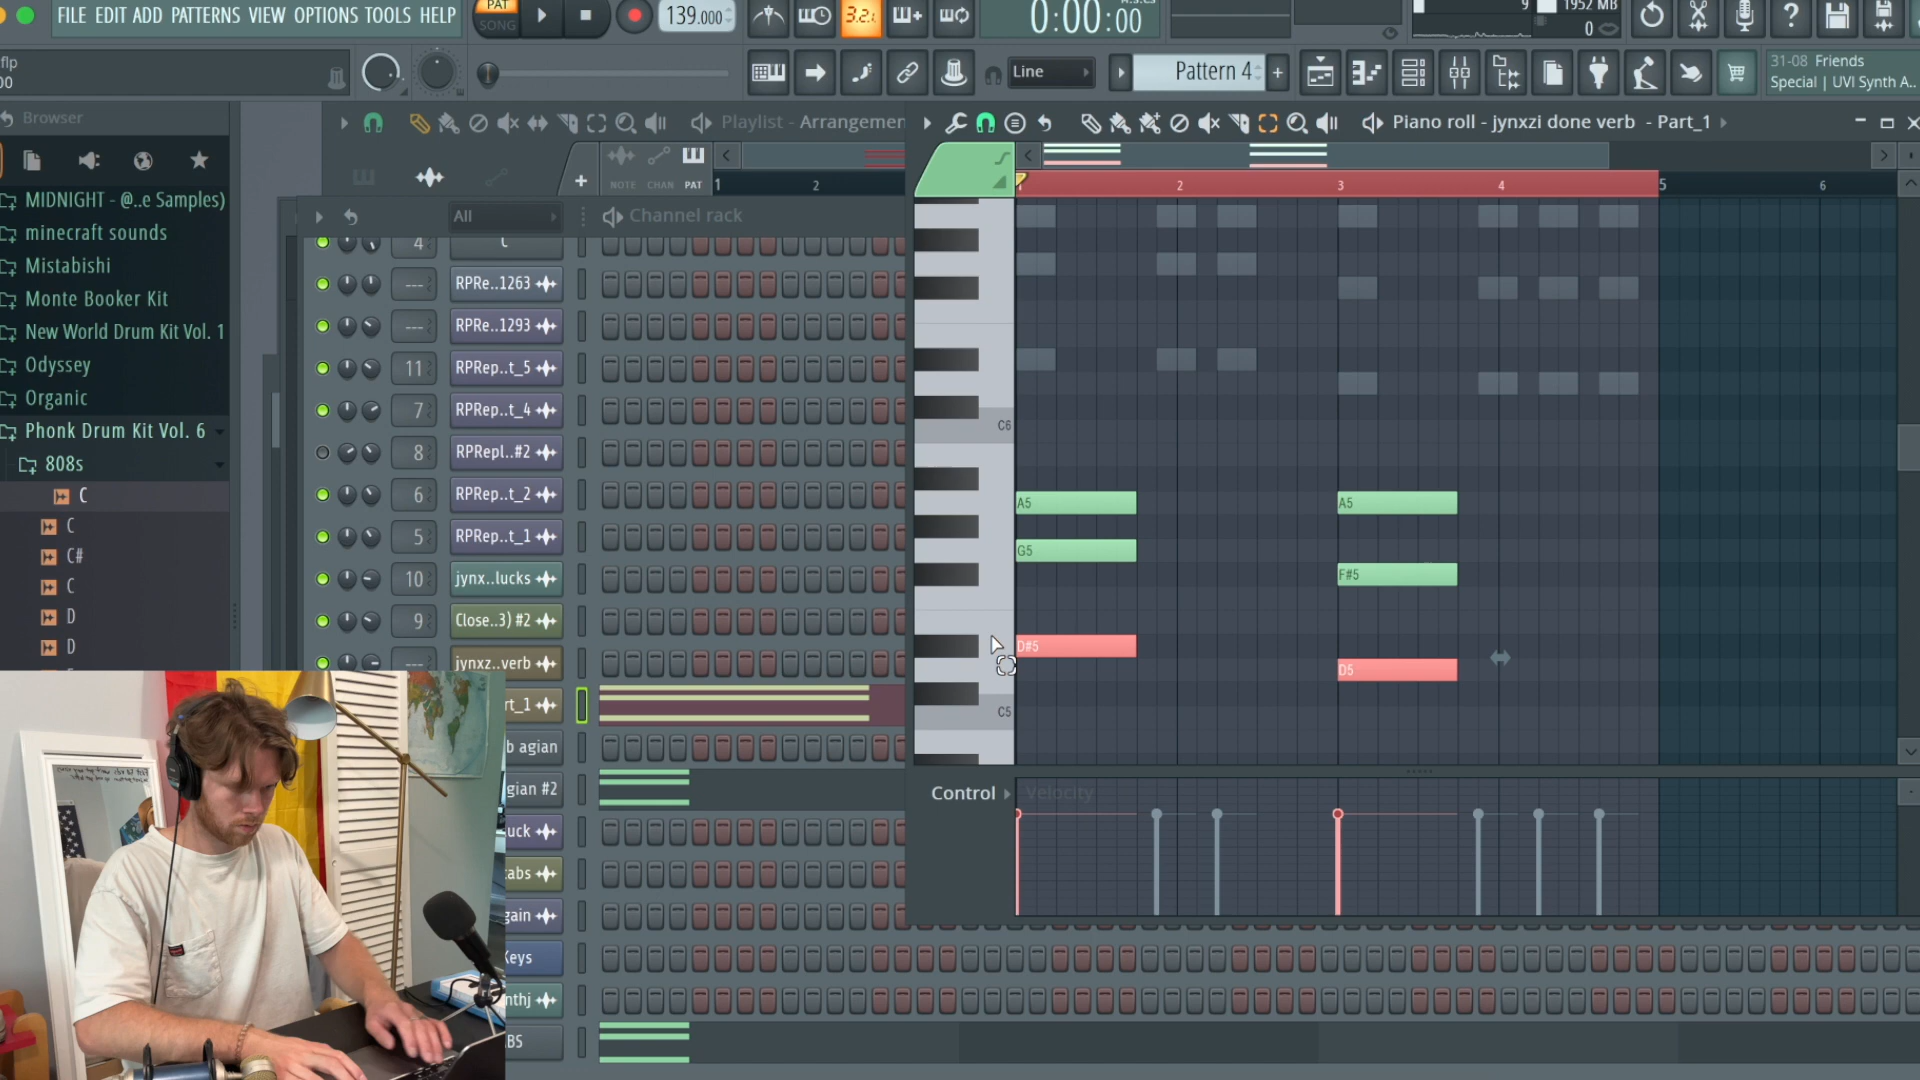 FILE EDIT ADD PATTERNS VIEW OPTIONS TOOLS HELP
PAT
SONG
139.000
3.2.
0:00:00
9
1952 MB
0
flp
00
Line
Pattern 4
31-08 Friends
Special | UVI Synth A..
Browser
Playlist - Arrangemen
Piano roll - jynxzi done verb - Part_1
NOTE CHAN PAT
1 2
1 2 3 4 5 6
All
Channel rack
MIDNIGHT - @..e Samples)
minecraft sounds
Mistabishi
Monte Booker Kit
New World Drum Kit Vol. 1
Odyssey
Organic
Phonk Drum Kit Vol. 6
808s
C
C
C#
C
D
D
4
--- RPRe..1263
--- RPRe..1293
11 RPRep..t_5
7 RPRep..t_4
8 RPRepl..#2
6 RPRep..t_2
5 RPRep..t_1
10 jynx..lucks
9 Close..3) #2
--- jynxz..verb
rt_1
b agian
gian #2
uck
tabs
gain
Keys
nthj
BS
C6
C5
A5
G5
D#5
A5
F#5
D5
Control
Velocity